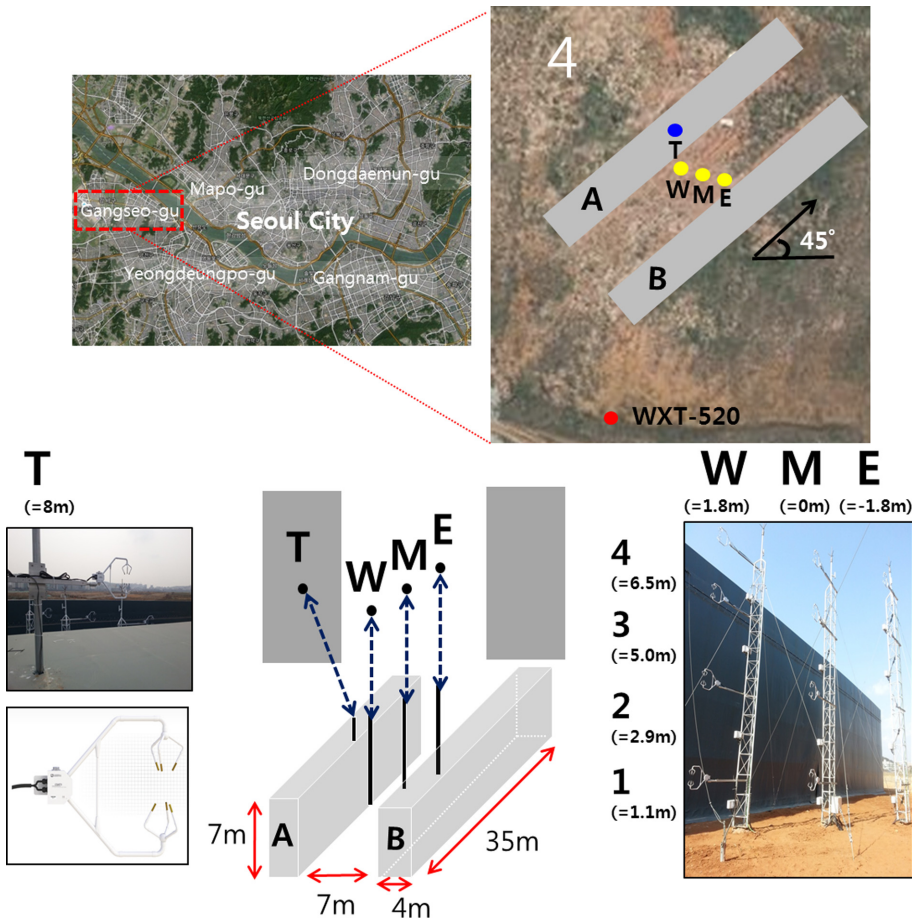 4
Mapo-gu
Dongdaemun-gu
Gangseo-gu
Seoul City
Yeongdeungpo-gu
Gangnam-gu
T
W M E
A
B
45°
WXT-520
T
(=8m)
T
W
M
E
A
B
7m
7m
4m
35m
W M E
(=1.8m) (=0m) (=-1.8m)
4
(=6.5m)
3
(=5.0m)
2
(=2.9m)
1
(=1.1m)